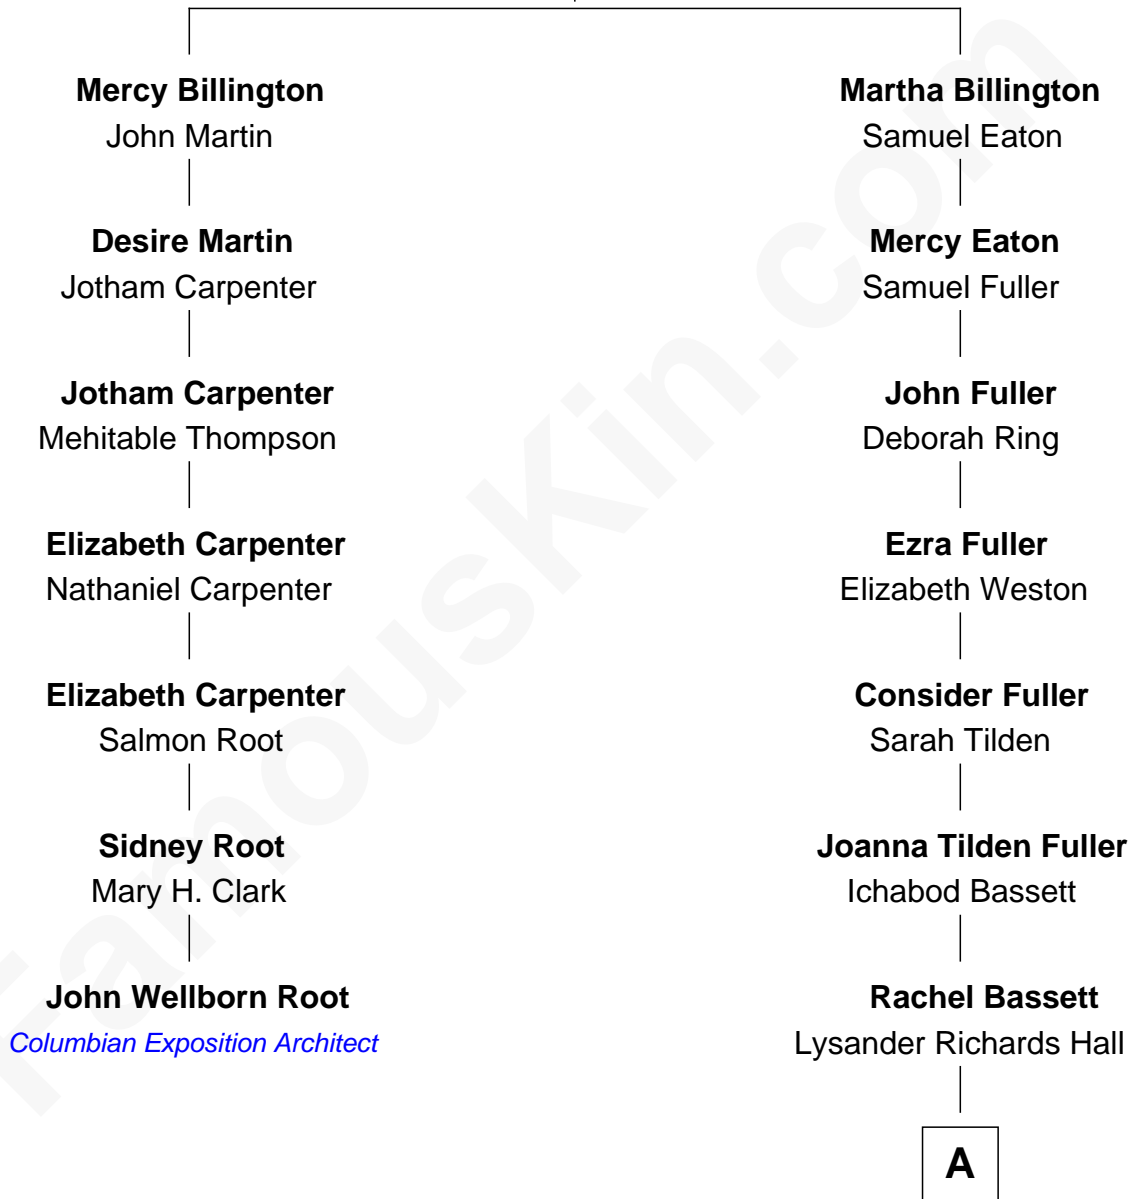 Mercy Billington
John Martin
Desire Martin
Jotham Carpenter
Jotham Carpenter
Mehitable Thompson
Elizabeth Carpenter
Nathaniel Carpenter
Elizabeth Carpenter
Salmon Root
Sidney Root
Mary H. Clark
John Wellborn Root
Columbian Exposition Architect
Martha Billington
Samuel Eaton
Mercy Eaton
Samuel Fuller
John Fuller
Deborah Ring
Ezra Fuller
Elizabeth Weston
Consider Fuller
Sarah Tilden
Joanna Tilden Fuller
Ichabod Bassett
Rachel Bassett
Lysander Richards Hall
A
FamousKin.com